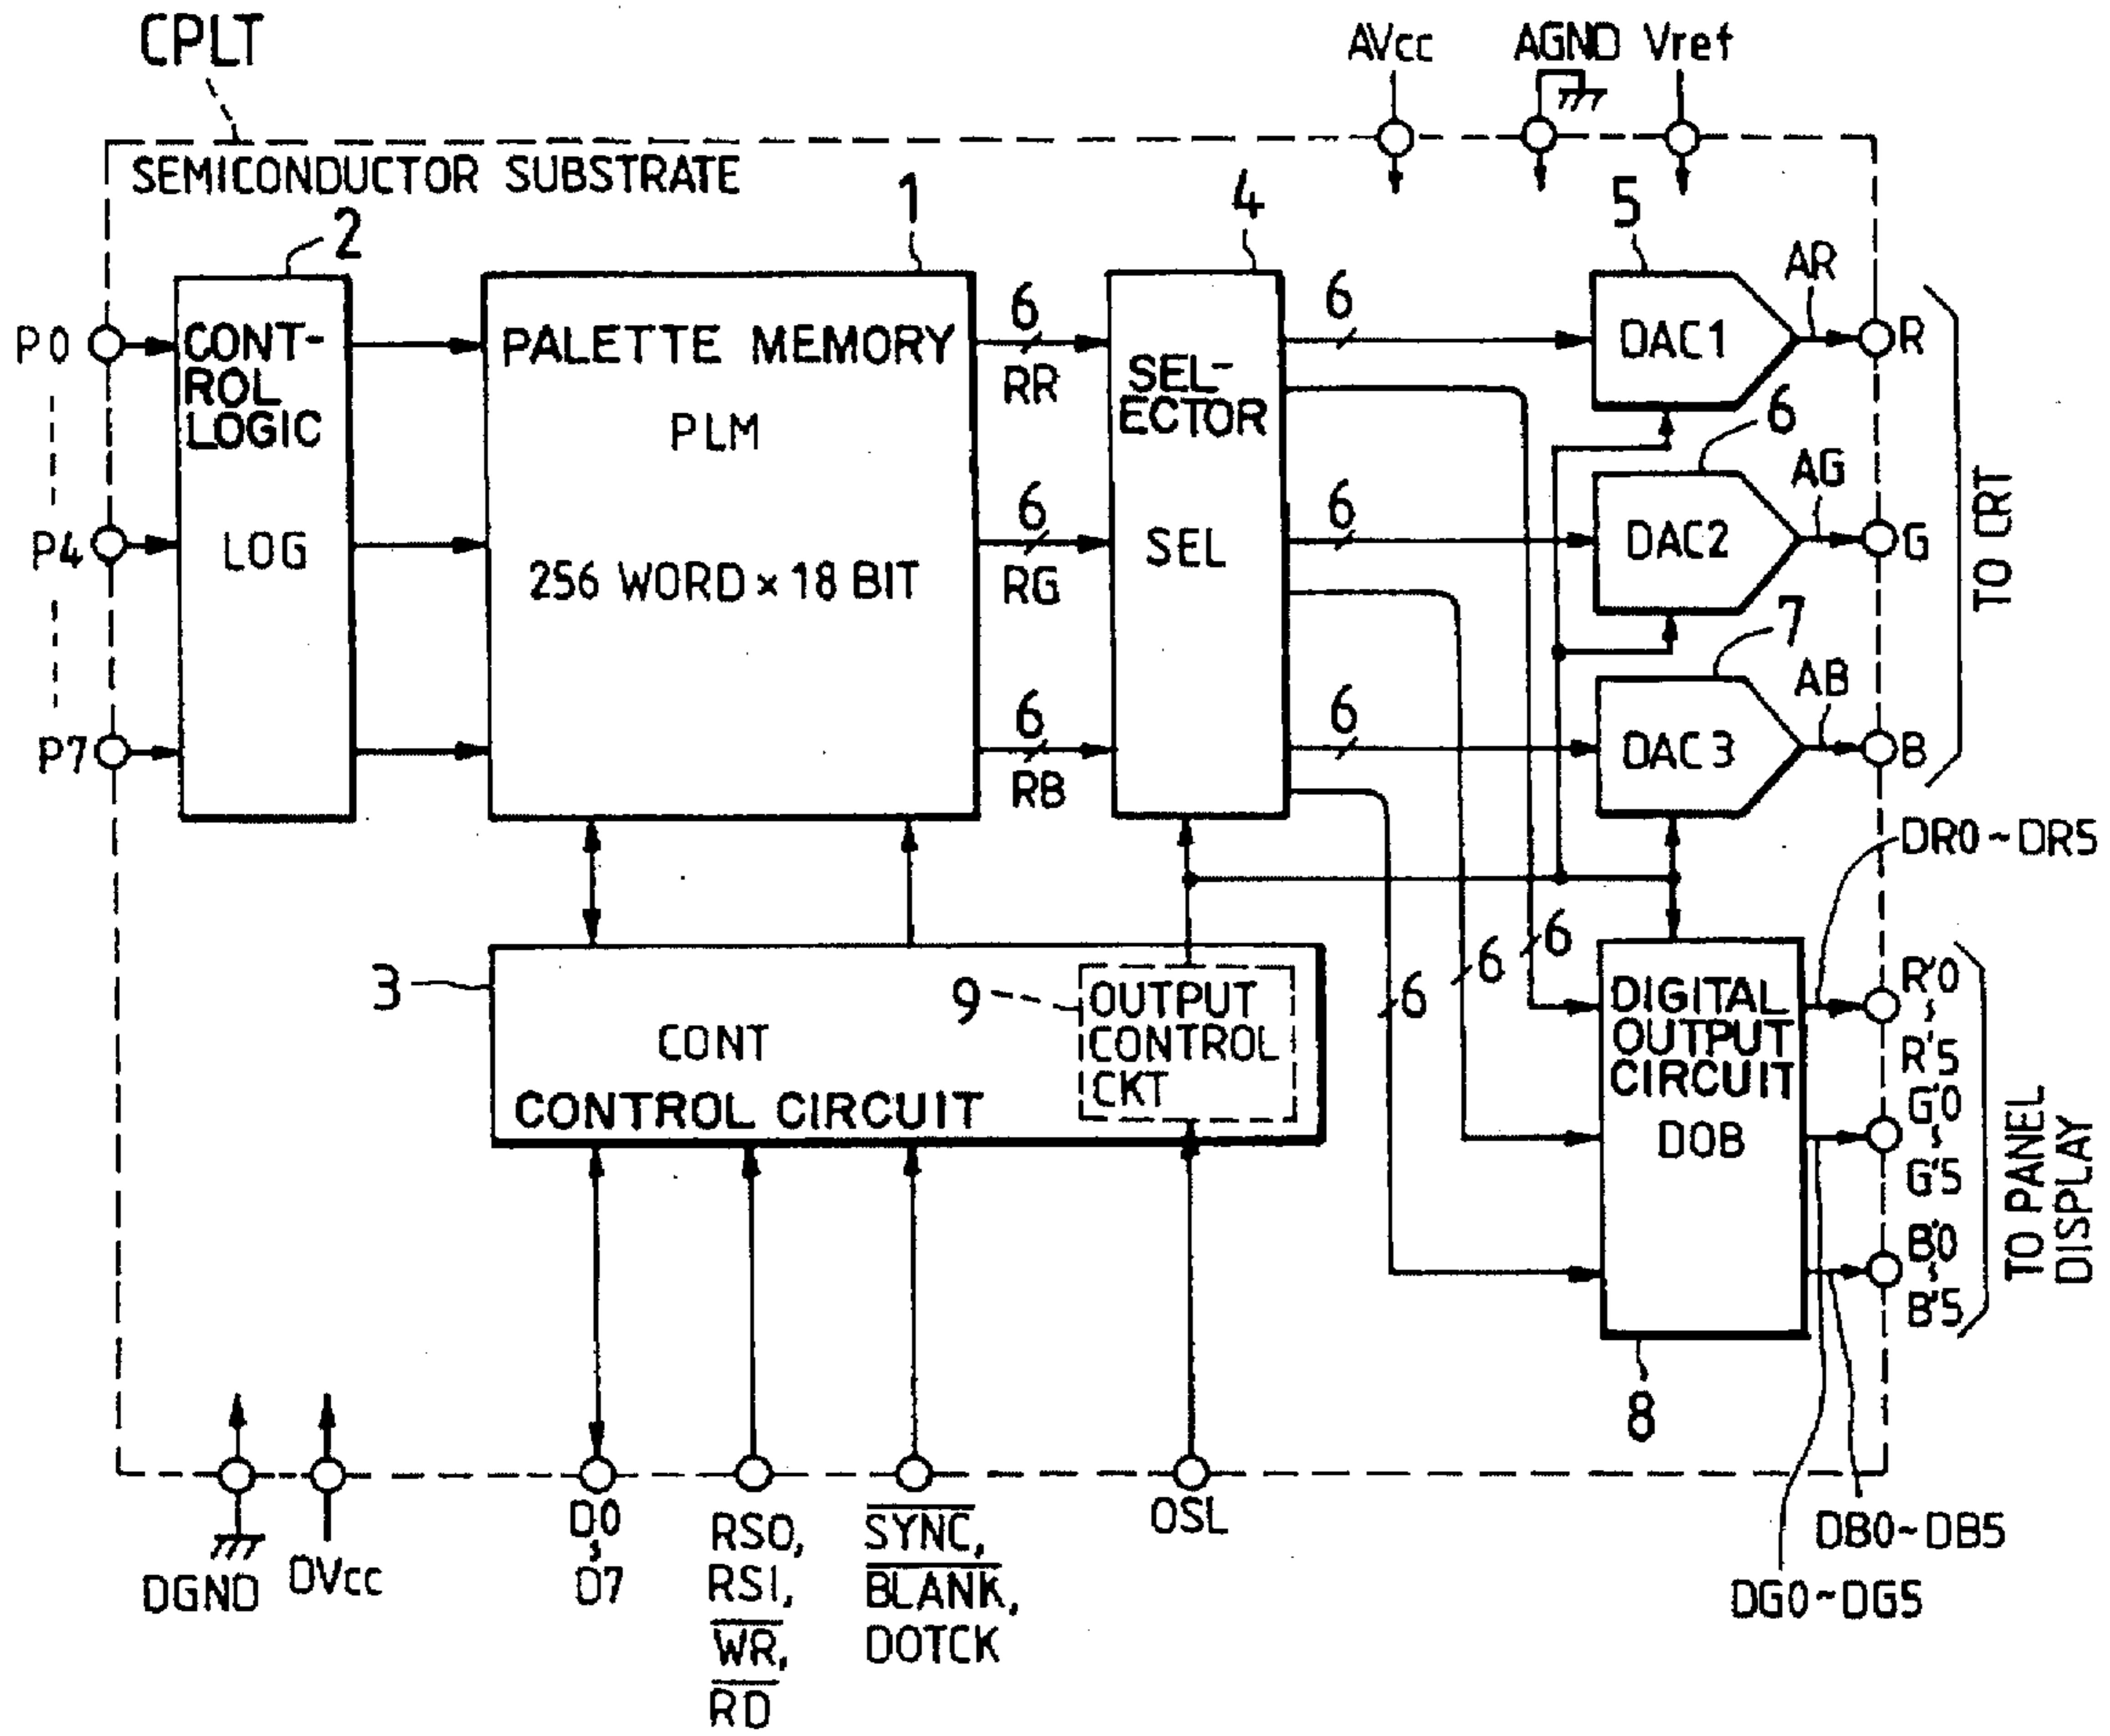 CPLT
AVcc
AGND
Vref
SEMICONDUCTOR SUBSTRATE
2
1
4
5
6
7
P0
P4
P7
CONT-
ROL
LOGIC
LOG
PALETTE MEMORY
PLM
256 WORD × 18 BIT
6
RR
6
RG
6
RB
SEL-
ECTOR
SEL
6
6
6
DAC1
DAC2
DAC3
AR
AG
AB
R
G
B
TO CRT
DR0~DR5
3
CONT
CONTROL CIRCUIT
9
OUTPUT
CONTROL
CKT
6
6
6
DIGITAL
OUTPUT
CIRCUIT
DOB
8
R'0
~
R'5
G'0
~
G'5
B'0
~
B'5
TO PANEL
DISPLAY
DGND
DVcc
D0
~
D7
RS0,
RS1,
WR,
RD
SYNC,
BLANK,
DOTCK
OSL
DB0~DB5
DG0~DG5